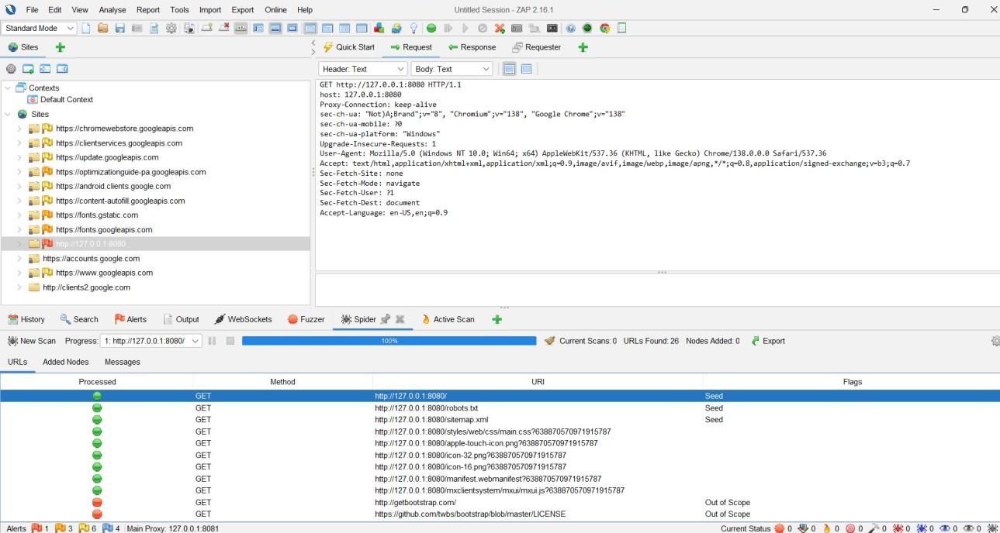 File Edit View Analyse Report Tools Import Export Online Help Untitled Session - ZAP 2.16.1
Standard Mode
Sites Quick Start Request Response Requester
Header: Text Body: Text
Contexts
Default Context
Sites
https://chromewebstore.googleapis.com
https://clientservices.googleapis.com
https://update.googleapis.com
https://optimizationguide-pa.googleapis.com
https://android.clients.google.com
https://content-autofill.googleapis.com
https://fonts.gstatic.com
https://fonts.googleapis.com
http://127.0.0.1:8080
https://accounts.google.com
https://www.googleapis.com
http://clients2.google.com
GET http://127.0.0.1:8080 HTTP/1.1
host: 127.0.0.1:8080
Proxy-Connection: keep-alive
sec-ch-ua: "Not)A;Brand";v="8", "Chromium";v="138", "Google Chrome";v="138"
sec-ch-ua-mobile: ?0
sec-ch-ua-platform: "Windows"
Upgrade-Insecure-Requests: 1
User-Agent: Mozilla/5.0 (Windows NT 10.0; Win64; x64) AppleWebKit/537.36 (KHTML, like Gecko) Chrome/138.0.0.0 Safari/537.36
Accept: text/html,application/xhtml+xml,application/xml;q=0.9,image/avif,image/webp,image/apng,*/*;q=0.8,application/signed-exchange;v=b3;q=0.7
Sec-Fetch-Site: none
Sec-Fetch-Mode: navigate
Sec-Fetch-User: ?1
Sec-Fetch-Dest: document
Accept-Language: en-US,en;q=0.9
History Search Alerts Output WebSockets Fuzzer Spider Active Scan
New Scan Progress: 1: http://127.0.0.1:8080/ 100% Current Scans: 0 URLs Found: 26 Nodes Added: 0 Export
URLs Added Nodes Messages
Processed Method URI Flags
GET http://127.0.0.1:8080/ Seed
GET http://127.0.0.1:8080/robots.txt Seed
GET http://127.0.0.1:8080/sitemap.xml Seed
GET http://127.0.0.1:8080/styles/web/css/main.css?638870570971915787
GET http://127.0.0.1:8080/apple-touch-icon.png?638870570971915787
GET http://127.0.0.1:8080/icon-32.png?638870570971915787
GET http://127.0.0.1:8080/icon-16.png?638870570971915787
GET http://127.0.0.1:8080/manifest.webmanifest?638870570971915787
GET http://127.0.0.1:8080/mxclientsystem/mxui/mxui.js?638870570971915787
GET http://getbootstrap.com/ Out of Scope
GET https://github.com/twbs/bootstrap/blob/master/LICENSE Out of Scope
Alerts 1 3 6 4 Main Proxy: 127.0.0.1:8081 Current Status 0 0 0 0 0 0 0 0 0